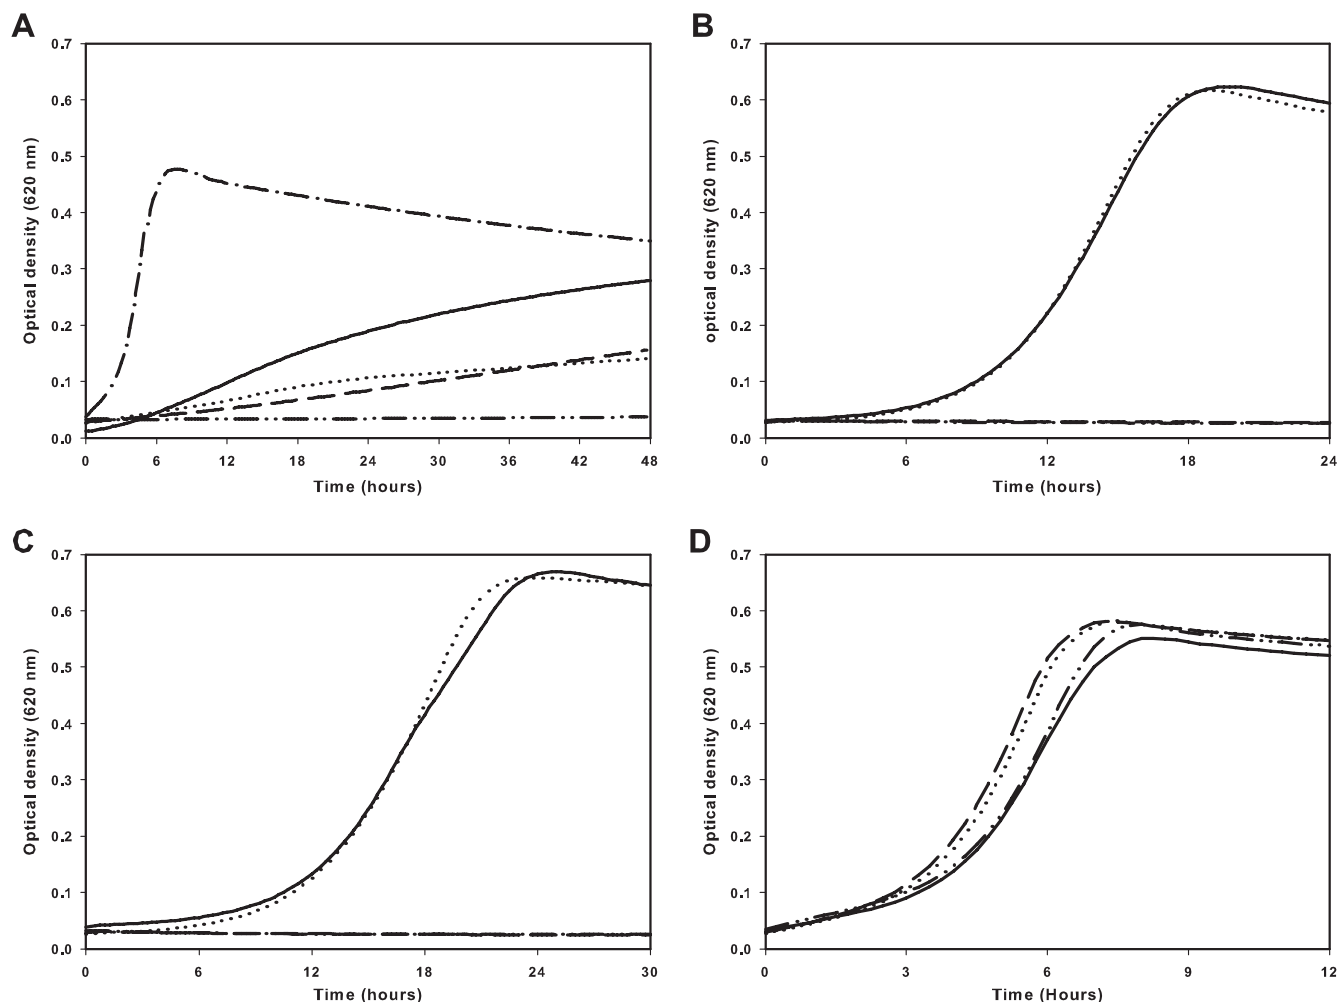 A
0.7
0.6
0.5
0.4
0.3
0.2
0.1
0.0
Optical density (620 nm)
0 6 12 18 24 30 36 42 48
Time (hours)
B
0.7
0.6
0.5
0.4
0.3
0.2
0.1
0.0
optical density (620 nm)
0 6 12 18 24
Time (hours)
C
0.7
0.6
0.5
0.4
0.3
0.2
0.1
0.0
Optical density (620 nm)
0 6 12 18 24 30
Time (hours)
D
0.7
0.6
0.5
0.4
0.3
0.2
0.1
0.0
Optical density (620 nm)
0 3 6 9 12
Time (Hours)